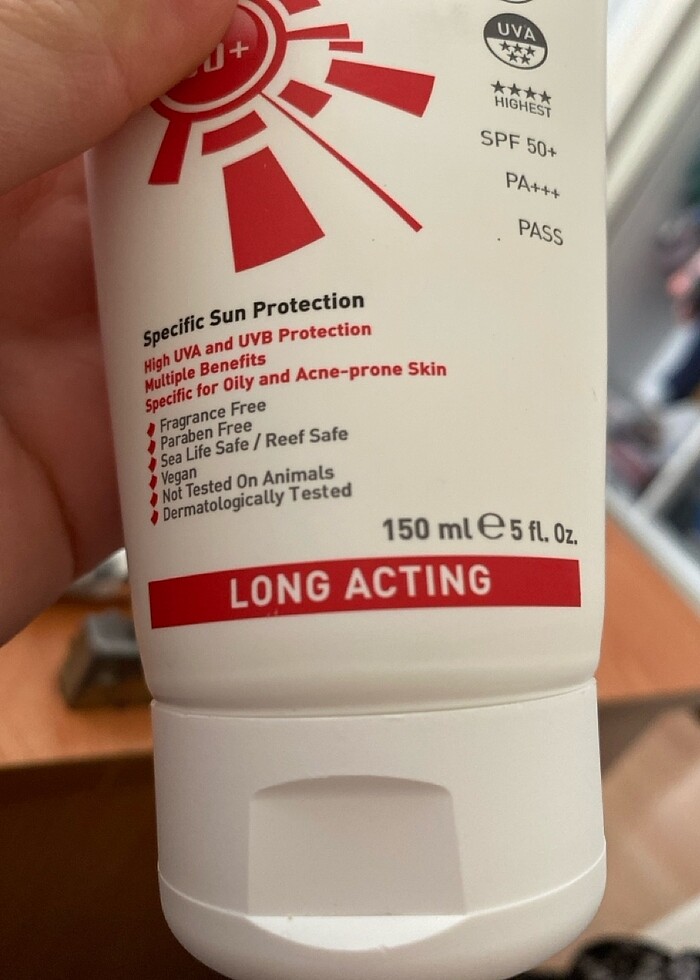 0+
UVA
★★★★
HIGHEST
SPF 50+
PA+++
PASS
Specific Sun Protection
High UVA and UVB Protection
Multiple Benefits
Specific for Oily and Acne-prone Skin
Fragrance Free
Paraben Free
Sea Life Safe / Reef Safe
Vegan
Not Tested On Animals
Dermatologically Tested
150 ml ℮ 5 fl. Oz.
LONG ACTING